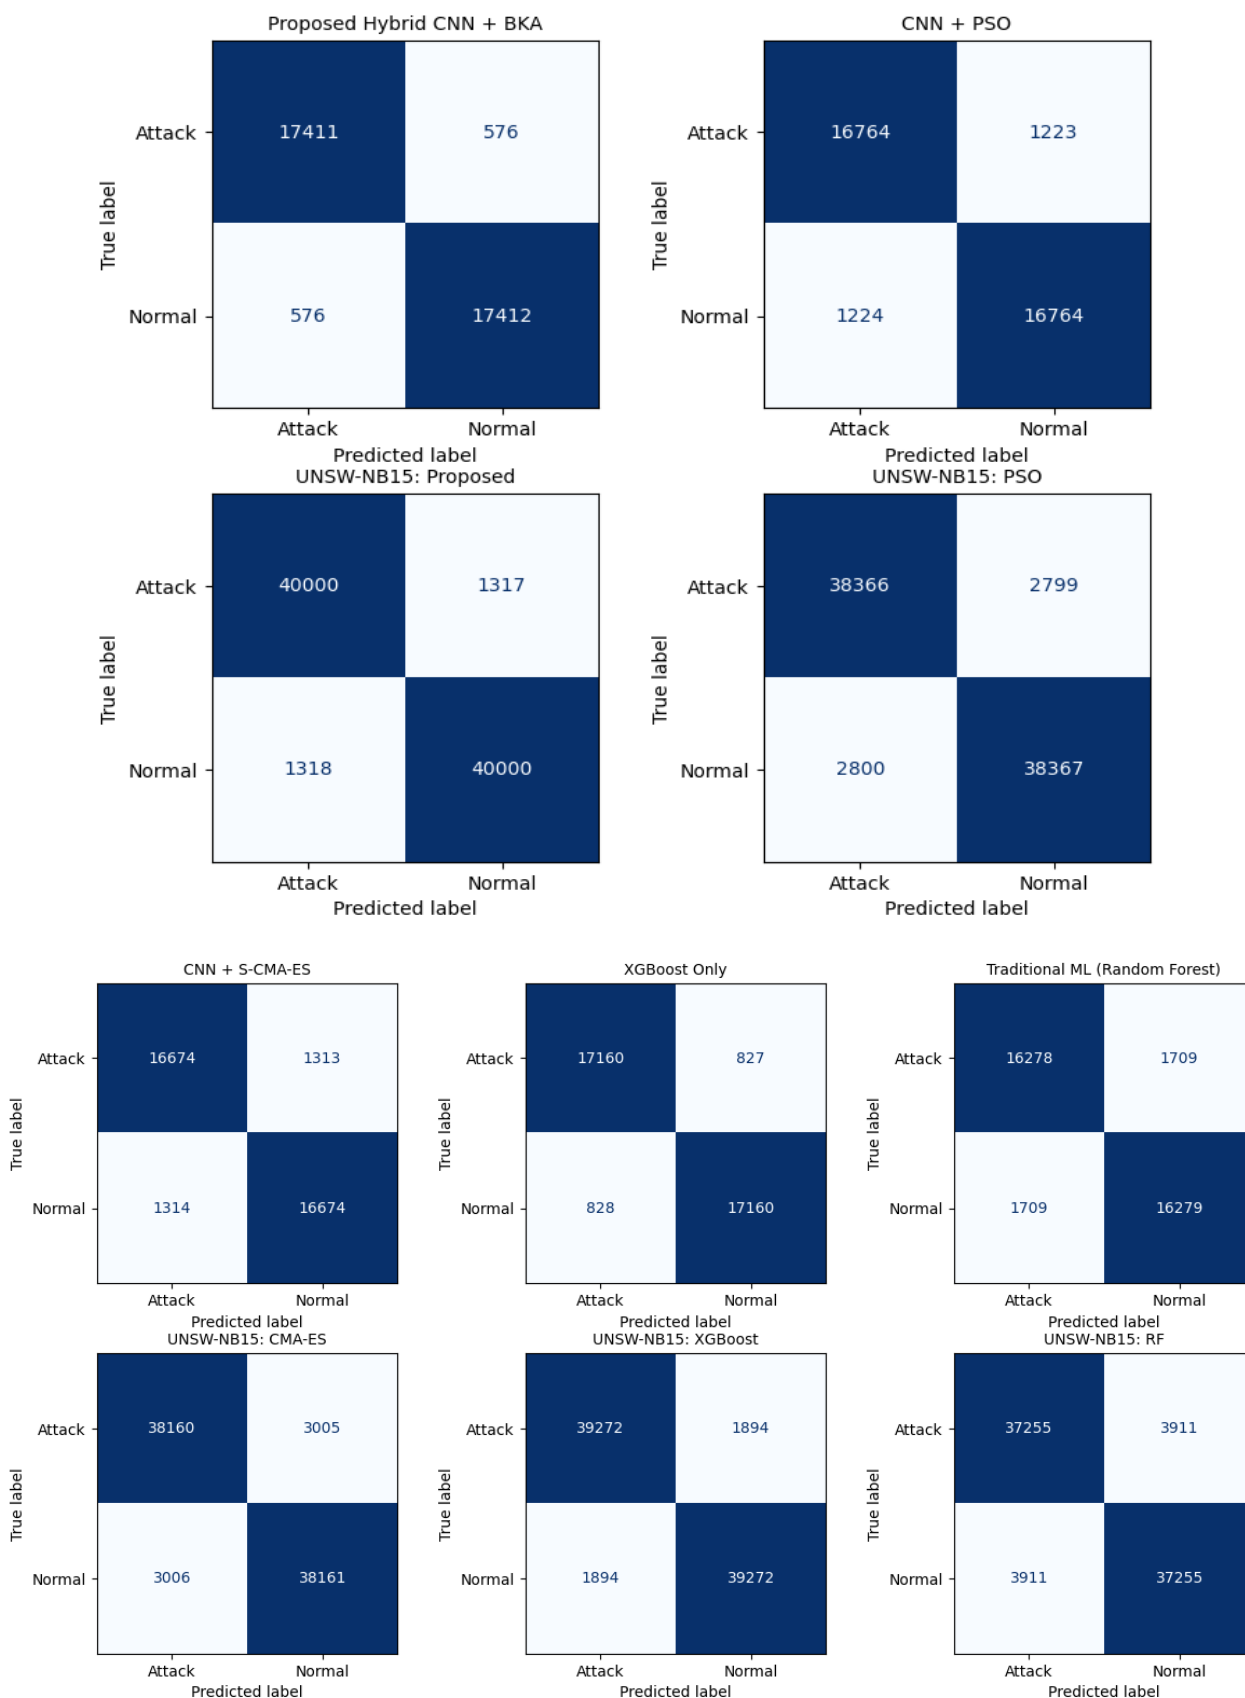 Proposed Hybrid CNN + BKA
True label
Attack
17411 576
Normal
576 17412
Attack Normal
Predicted label
CNN + PSO
True label
Attack
16764 1223
Normal
1224 16764
Attack Normal
Predicted label
UNSW-NB15: Proposed
True label
Attack
40000 1317
Normal
1318 40000
Attack Normal
Predicted label
UNSW-NB15: PSO
True label
Attack
38366 2799
Normal
2800 38367
Attack Normal
Predicted label
CNN + S-CMA-ES
True label
Attack
16674 1313
Normal
1314 16674
Attack Normal
Predicted label
XGBoost Only
True label
Attack
17160 827
Normal
828 17160
Attack Normal
Predicted label
Traditional ML (Random Forest)
True label
Attack
16278 1709
Normal
1709 16279
Attack Normal
Predicted label
UNSW-NB15: CMA-ES
True label
Attack
38160 3005
Normal
3006 38161
Attack Normal
Predicted label
UNSW-NB15: XGBoost
True label
Attack
39272 1894
Normal
1894 39272
Attack Normal
Predicted label
UNSW-NB15: RF
True label
Attack
37255 3911
Normal
3911 37255
Attack Normal
Predicted label